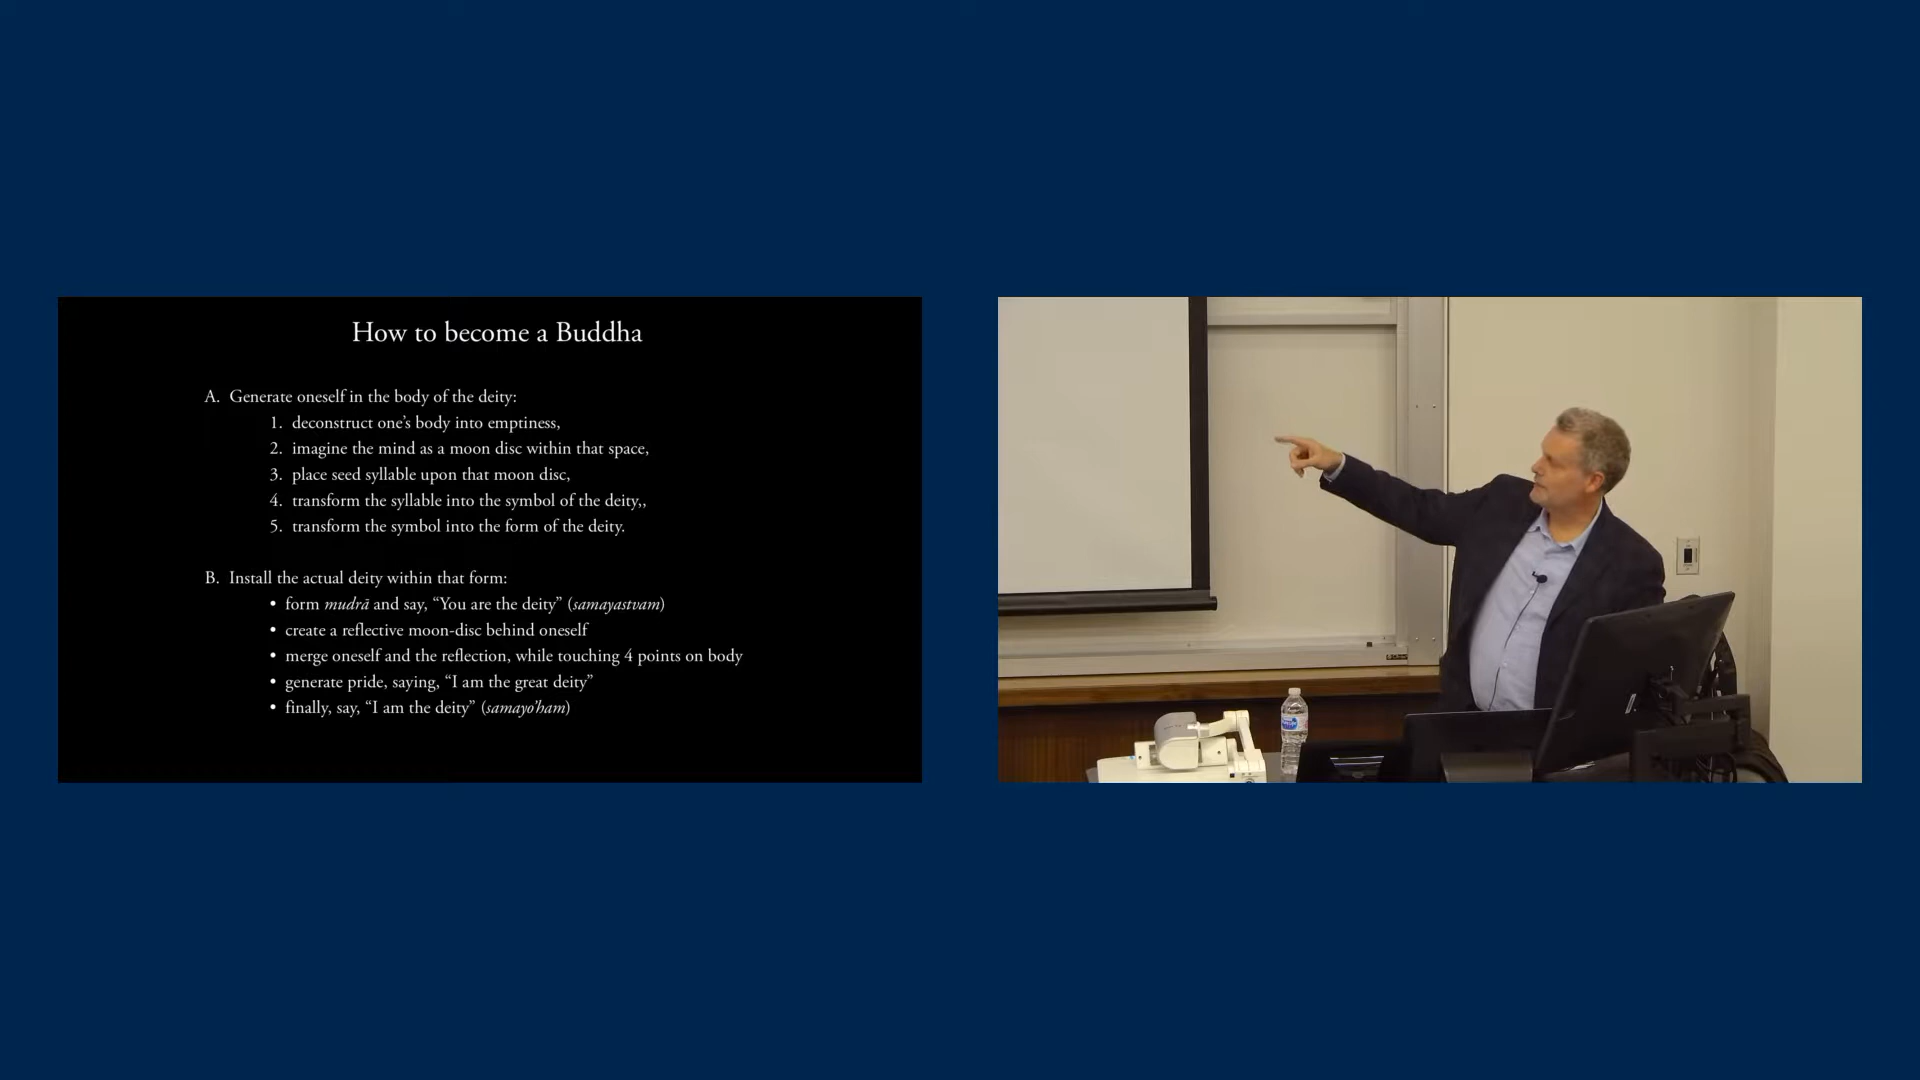 How to become a Buddha
A. Generate oneself in the body of the deity:
1. deconstruct one’s body into emptiness,
2. imagine the mind as a moon disc within that space,
3. place seed syllable upon that moon disc,
4. transform the syllable into the symbol of the deity,,
5. transform the symbol into the form of the deity.
B. Install the actual deity within that form:
• form mudrā and say, “You are the deity” (samayastvam)
• create a reflective moon-disc behind oneself
• merge oneself and the reflection, while touching 4 points on body
• generate pride, saying, “I am the great deity”
• finally, say, “I am the deity” (samayo’ham)